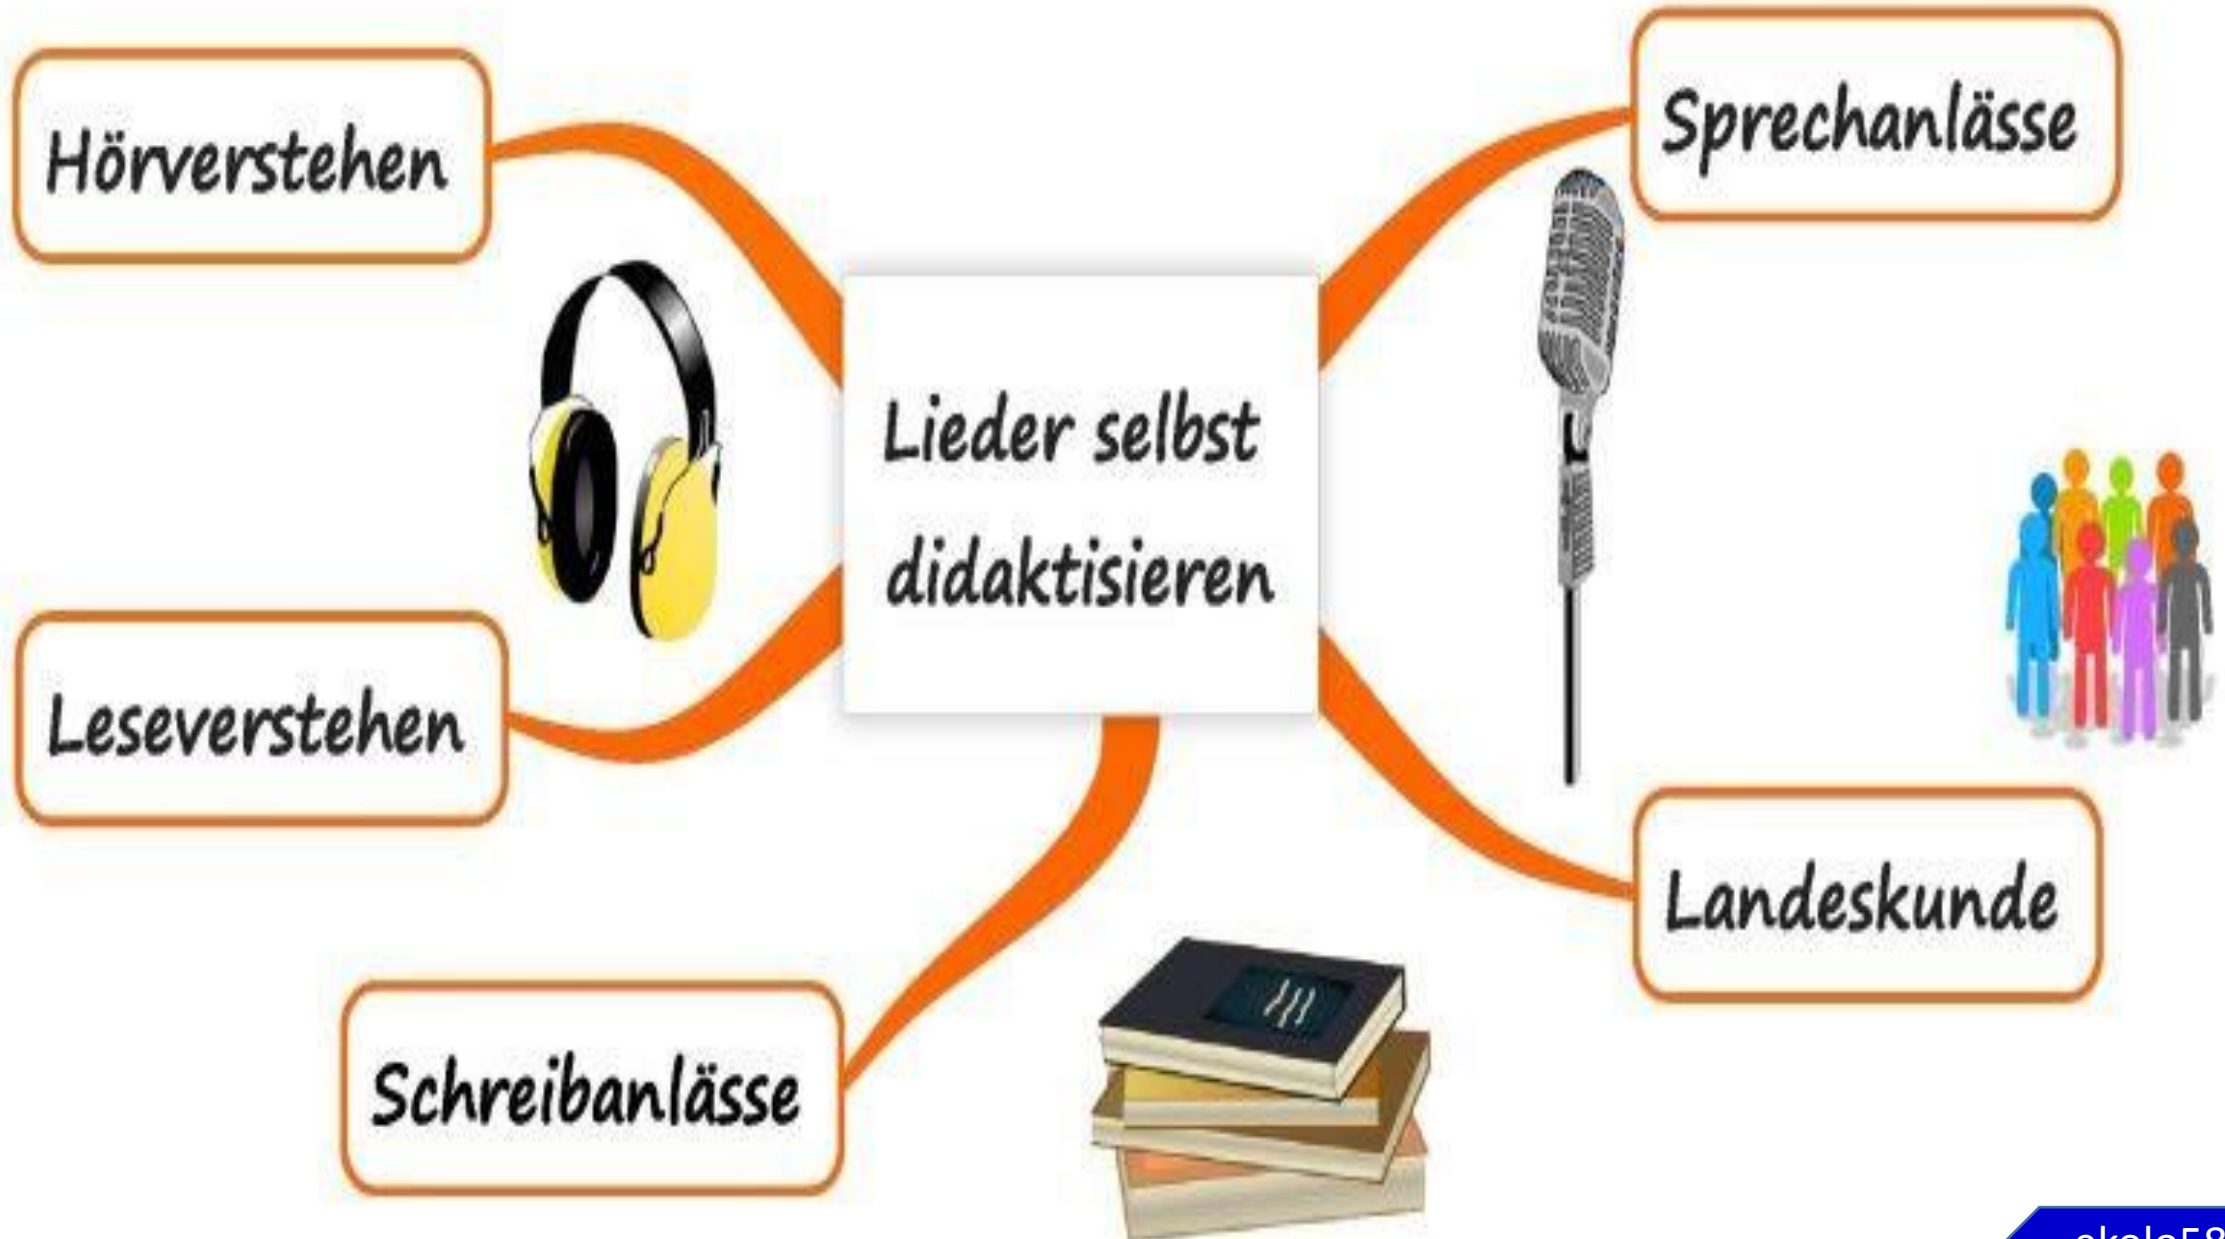 Hörverstehen
Sprechanlässe
Lieder selbst
didaktisieren
Leseverstehen
Landeskunde
Schreibanlässe